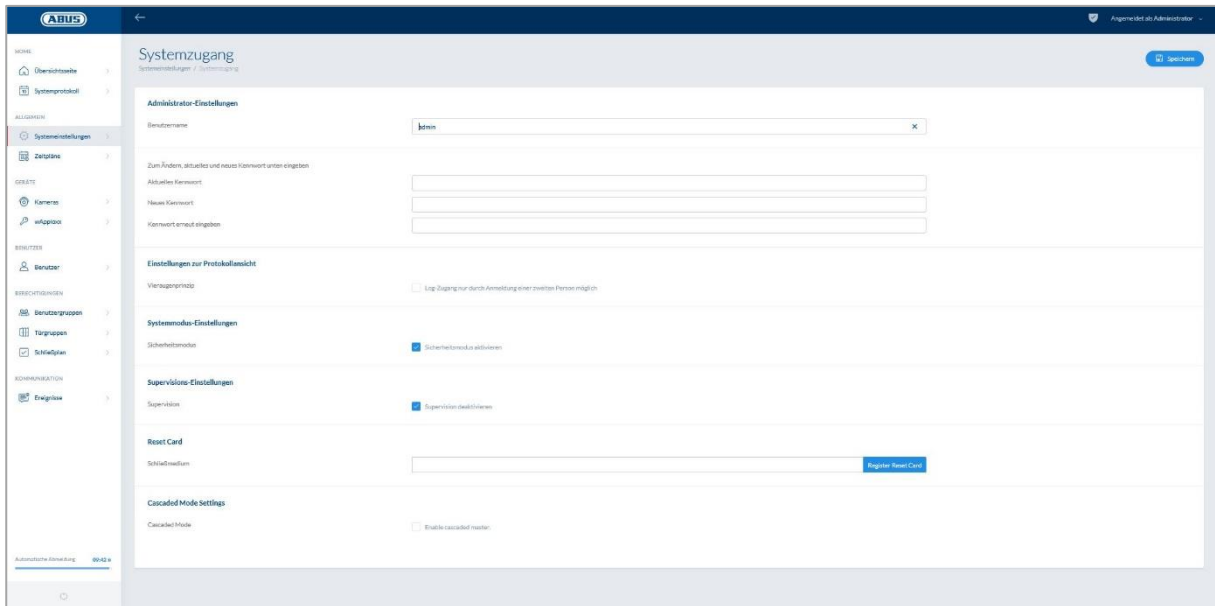 ABUS
Angemeldet als Administrator
HOME
Übersichtsseite
Systemprotokoll
ALLGEMEIN
Systemeinstellungen
Zeitpläne
GERÄTE
Kameras
wAppLoxx
BENUTZER
Benutzer
BERECHTIGUNGEN
Benutzergruppen
Türgruppen
Schließplan
KOMMUNIKATION
Ereignisse
Automatische Abmeldung 09:42
Systemzugang
Systemeinstellungen / Systemzugang
Speichern
Administrator-Einstellungen
Benutzername
admin
Zum Ändern, aktuelles und neues Kennwort unten eingeben
Aktuelles Kennwort
Neues Kennwort
Kennwort erneut eingeben
Einstellungen zur Protokollansicht
Vieraugenprinzip
Log-Zugang nur durch Anmeldung einer zweiten Person möglich
Systemmodus-Einstellungen
Sicherheitsmodus
Sicherheitsmodus aktivieren
Supervisions-Einstellungen
Supervision
Supervision deaktivieren
Reset Card
Schließmedium
Register Reset Card
Cascaded Mode Settings
Cascaded Mode
Enable cascaded master